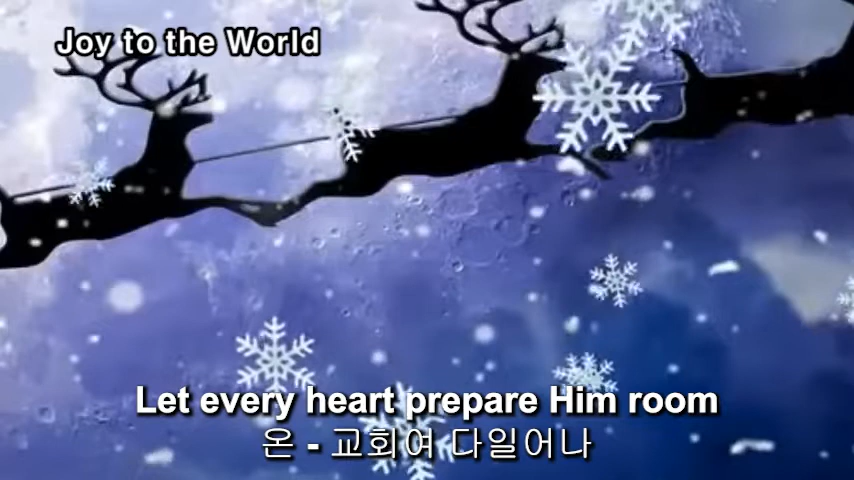 Joy to the World
Let every heart prepare Him room
온 - 교회여 다일어나